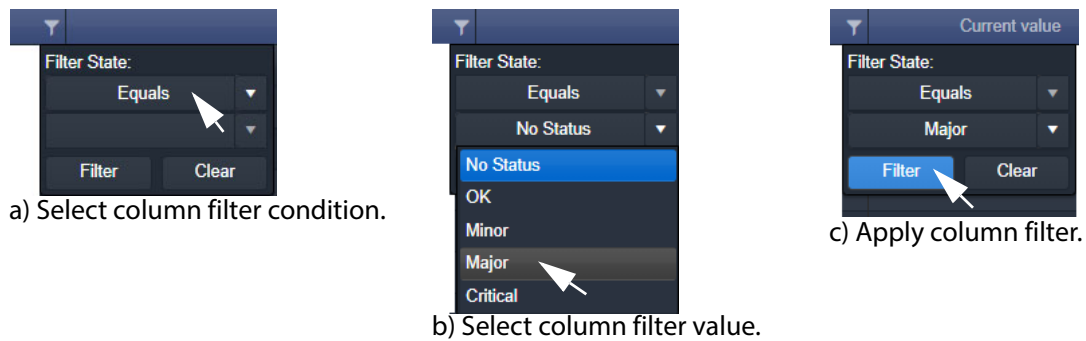 Filter State:
Equals
Filter
Clear
a) Select column filter condition.
Filter State:
Equals
No Status
No Status
OK
Minor
Major
Critical
b) Select column filter value.
Current value
Filter State:
Equals
Major
Filter
Clear
c) Apply column filter.